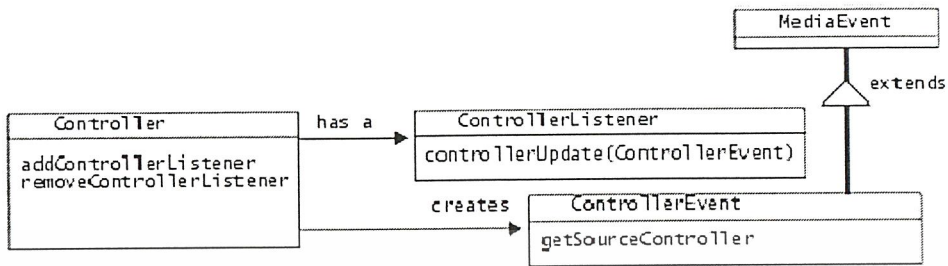 MediaEvent
extends
Controller
addControllerListener
removeControllerListener
has a
ControllerListener
controllerUpdate(ControllerEvent)
creates
ControllerEvent
getSourceController